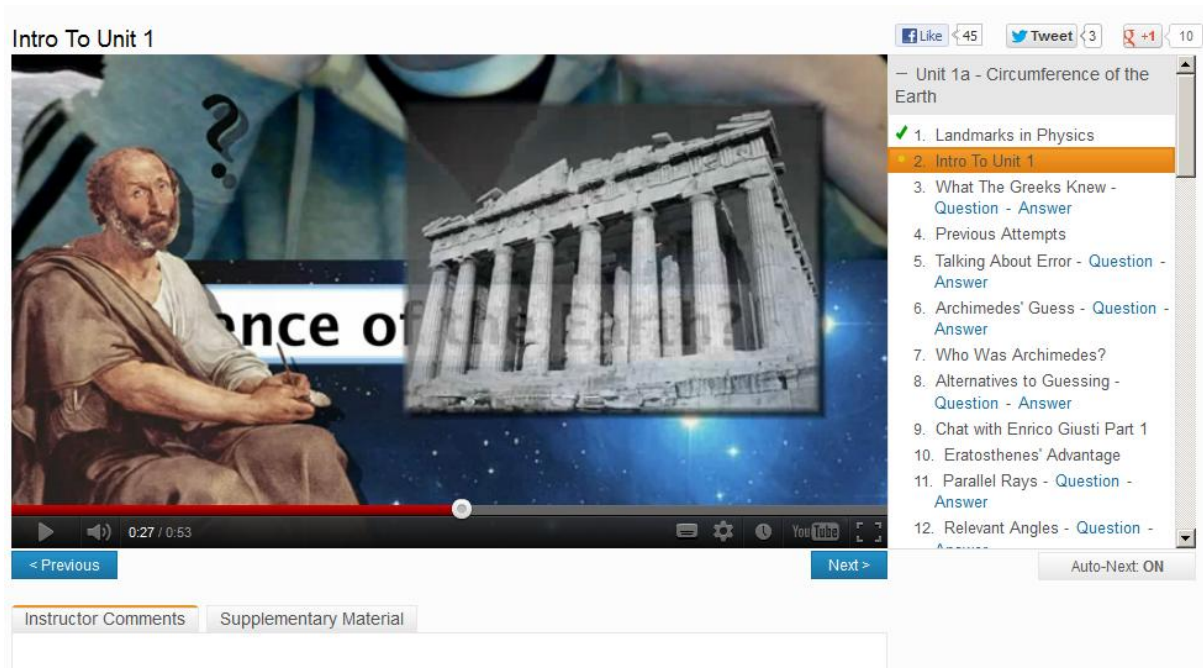 Intro To Unit 1
Like 45 Tweet 3 g +1 10
?
ence of the Earth?
0:27 / 0:53
YouTube
< Previous
Next >
− Unit 1a - Circumference of the
Earth
1. Landmarks in Physics
2. Intro To Unit 1
3. What The Greeks Knew -
Question - Answer
4. Previous Attempts
5. Talking About Error - Question -
Answer
6. Archimedes' Guess - Question -
Answer
7. Who Was Archimedes?
8. Alternatives to Guessing -
Question - Answer
9. Chat with Enrico Giusti Part 1
10. Eratosthenes' Advantage
11. Parallel Rays - Question -
Answer
12. Relevant Angles - Question -
Auto-Next: ON
Instructor Comments
Supplementary Material